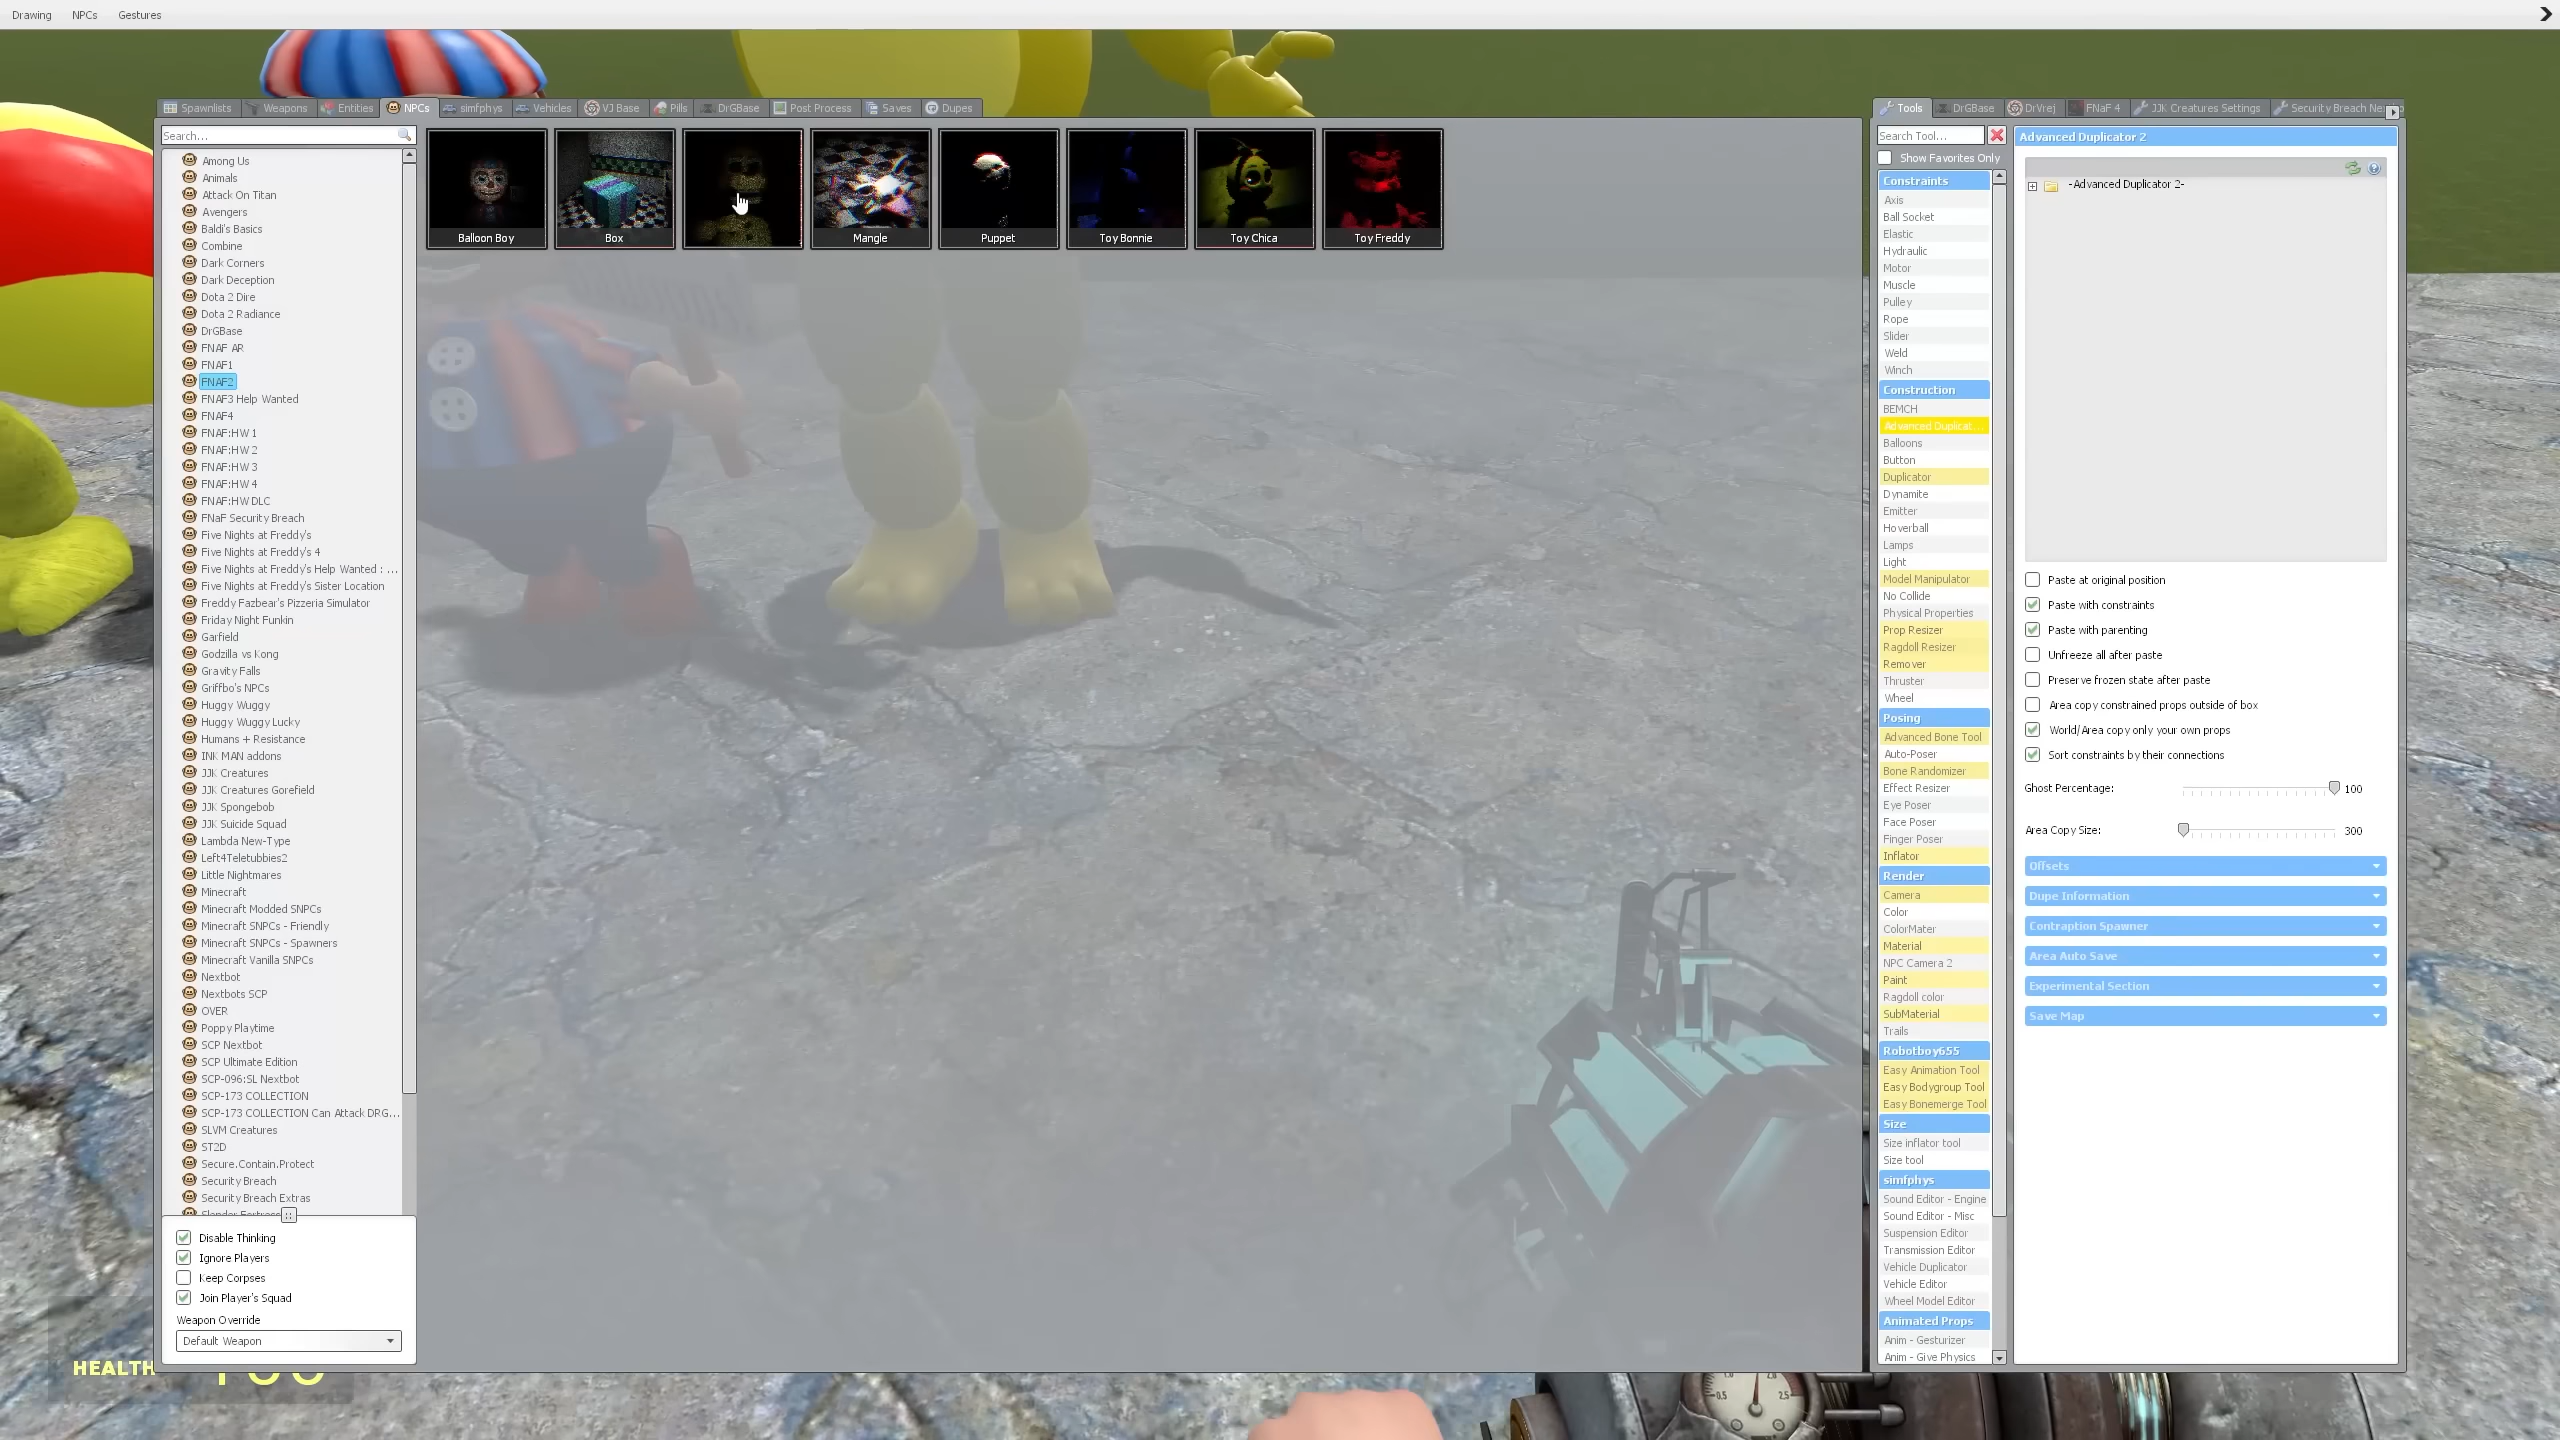 Drawing NPCs Gestures
Spawnlists Weapons Entities NPCs simfphys Vehicles VJ Base Pills DrGBase Post Process Saves Dupes
Search...
Among Us
Animals
Attack On Titan
Avengers
Baldi's Basics
Combine
Dark Corners
Dark Deception
Dota 2 Dire
Dota 2 Radiance
DrGBase
FNAF AR
FNAF1
FNAF2
FNAF3 Help Wanted
FNAF4
FNAF:HW 1
FNAF:HW 2
FNAF:HW 3
FNAF:HW 4
FNAF:HW DLC
FNaF Security Breach
Five Nights at Freddy's
Five Nights at Freddy's 4
Five Nights at Freddy's Help Wanted : ...
Five Nights at Freddy's Sister Location
Freddy Fazbear's Pizzeria Simulator
Friday Night Funkin
Garfield
Godzilla vs Kong
Gravity Falls
Griffbo's NPCs
Huggy Wuggy
Huggy Wuggy Lucky
Humans + Resistance
INK MAN addons
JJK Creatures
JJK Creatures Gorefield
JJK Spongebob
JJK Suicide Squad
Lambda New-Type
Left4Teletubbies2
Little Nightmares
Minecraft
Minecraft Modded SNPCs
Minecraft SNPCs - Friendly
Minecraft SNPCs - Spawners
Minecraft Vanilla SNPCs
Nextbot
Nextbots SCP
OVER
Poppy Playtime
SCP Nextbot
SCP Ultimate Edition
SCP-096:SL Nextbot
SCP-173 COLLECTION
SCP-173 COLLECTION Can Attack DRG...
SLVM Creatures
ST2D
Secure.Contain.Protect
Security Breach
Security Breach Extras
Disable Thinking
Ignore Players
Keep Corpses
Join Player's Squad
Weapon Override
Default Weapon
HEALTH 100
Balloon Boy Box Mangle Puppet Toy Bonnie Toy Chica Toy Freddy
Tools DrGBase DrVrej FNaF 4 JJK Creatures Settings Security Breach Ne
Search Tool...
Show Favorites Only
Constraints
Axis
Ball Socket
Elastic
Hydraulic
Motor
Muscle
Pulley
Rope
Slider
Weld
Winch
Construction
BEMCH
Advanced Duplicat...
Balloons
Button
Duplicator
Dynamite
Emitter
Hoverball
Lamps
Light
Model Manipulator
No Collide
Physical Properties
Prop Resizer
Ragdoll Resizer
Remover
Thruster
Wheel
Posing
Advanced Bone Tool
Auto-Poser
Bone Randomizer
Effect Resizer
Eye Poser
Face Poser
Finger Poser
Inflator
Render
Camera
Color
ColorMater
Material
NPC Camera 2
Paint
Ragdoll color
SubMaterial
Trails
Robotboy655
Easy Animation Tool
Easy Bodygroup Tool
Easy Bonemerge Tool
Size
Size inflator tool
Size tool
simfphys
Sound Editor - Engine
Sound Editor - Misc
Suspension Editor
Transmission Editor
Vehicle Duplicator
Vehicle Editor
Wheel Model Editor
Animated Props
Anim - Gesturizer
Anim - Give Physics
Advanced Duplicator 2
-Advanced Duplicator 2-
Paste at original position
Paste with constraints
Paste with parenting
Unfreeze all after paste
Preserve frozen state after paste
Area copy constrained props outside of box
World/Area copy only your own props
Sort constraints by their connections
Ghost Percentage: 100
Area Copy Size: 300
Offsets
Dupe Information
Contraption Spawner
Area Auto Save
Experimental Section
Save Map